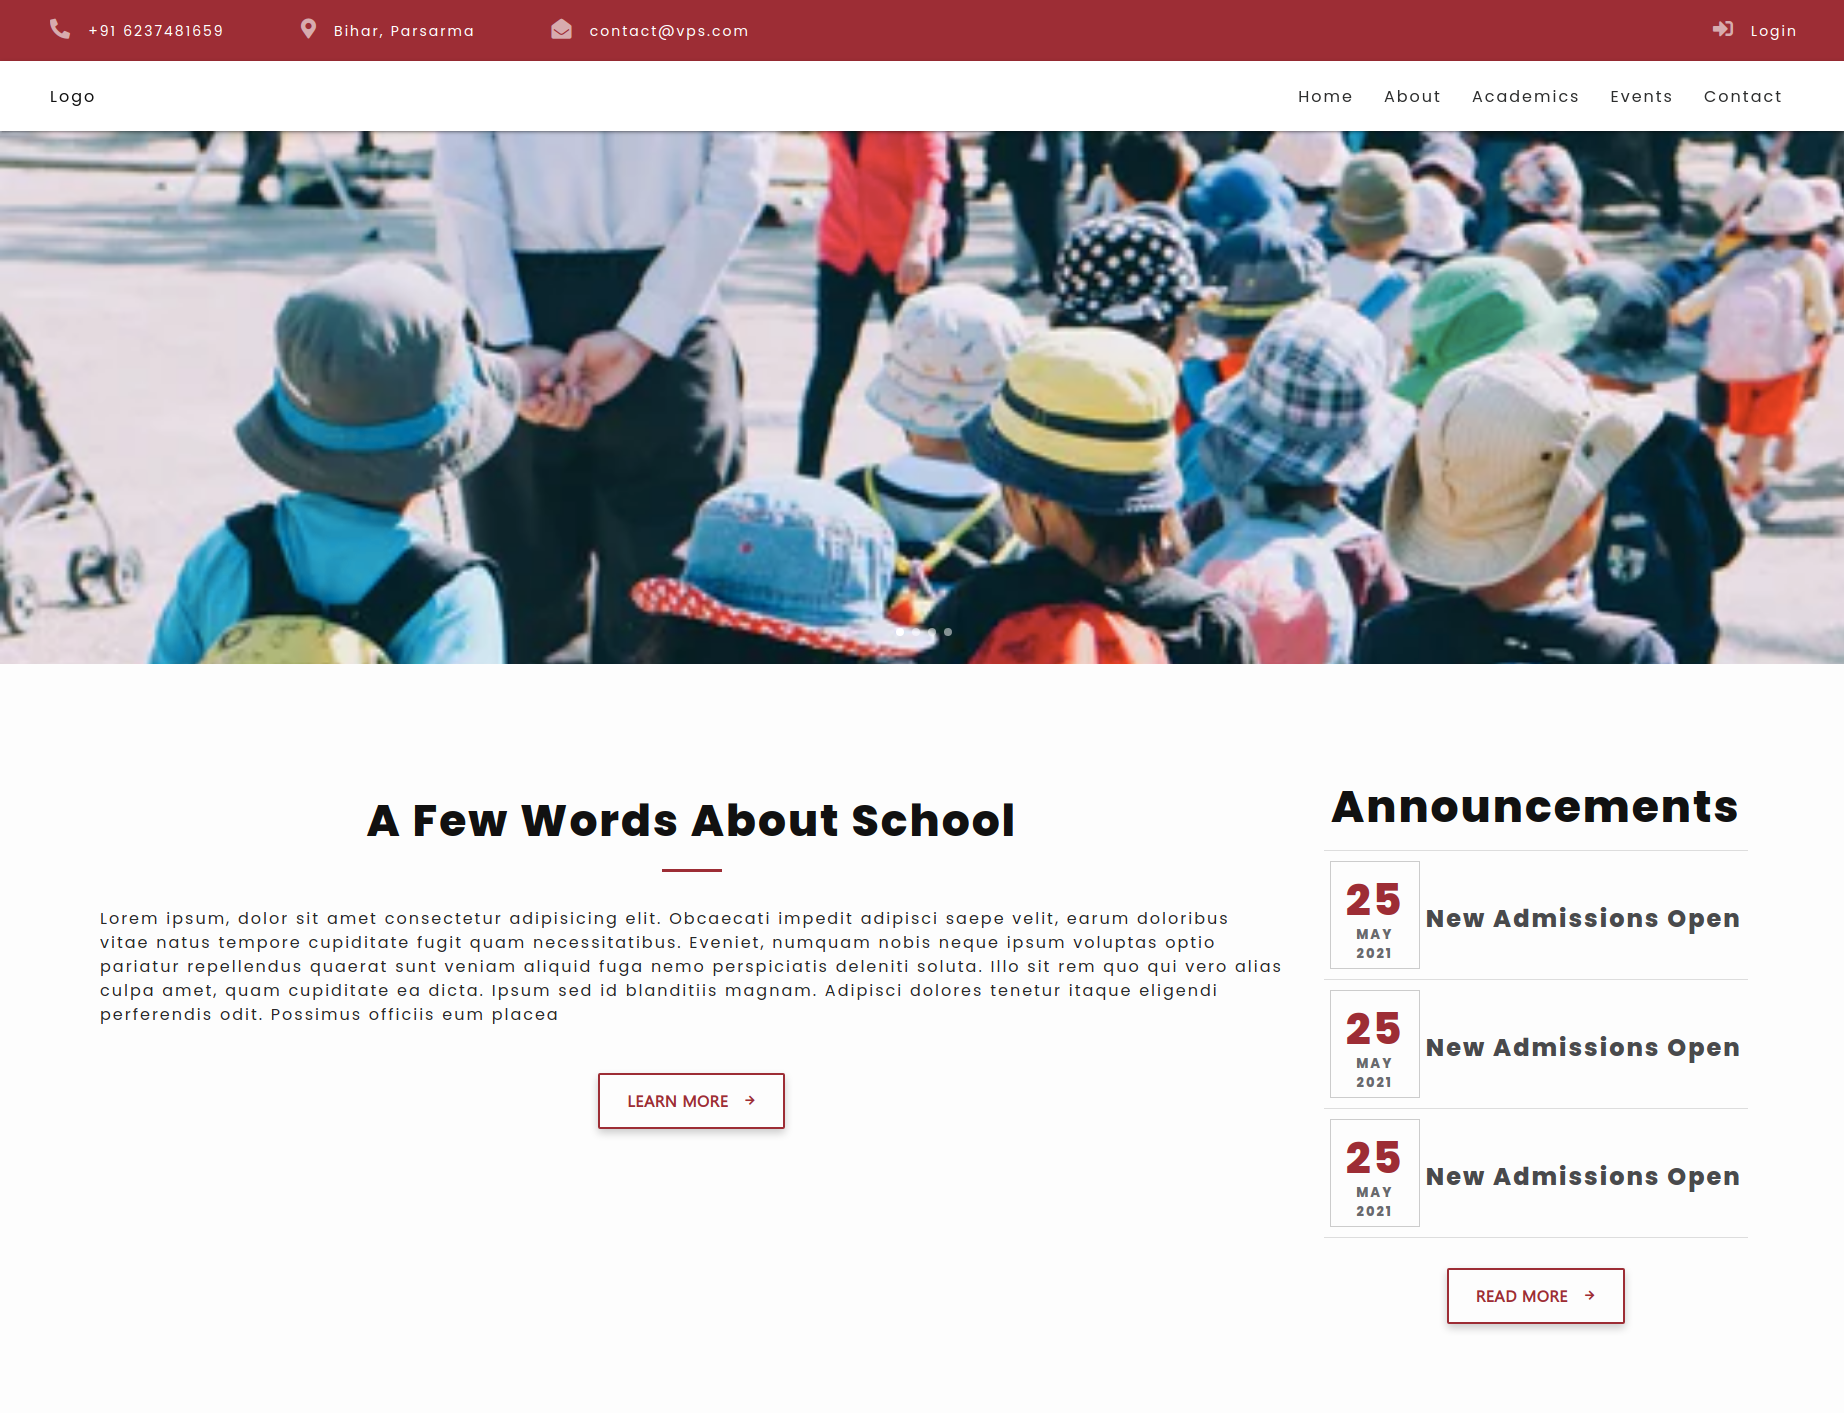 +91 6237481659
Bihar, Parsarma
contact@vps.com
Login
Logo
Home
About
Academics
Events
Contact
A Few Words About School
Lorem ipsum, dolor sit amet consectetur adipisicing elit. Obcaecati impedit adipisci saepe velit, earum doloribus
vitae natus tempore cupiditate fugit quam necessitatibus. Eveniet, numquam nobis neque ipsum voluptas optio
pariatur repellendus quaerat sunt veniam aliquid fuga nemo perspiciatis deleniti soluta. Illo sit rem quo qui vero alias
culpa amet, quam cupiditate ea dicta. Ipsum sed id blanditiis magnam. Adipisci dolores tenetur itaque eligendi
perferendis odit. Possimus officiis eum placea
LEARN MORE
Announcements
25
MAY
2021
New Admissions Open
25
MAY
2021
New Admissions Open
25
MAY
2021
New Admissions Open
READ MORE